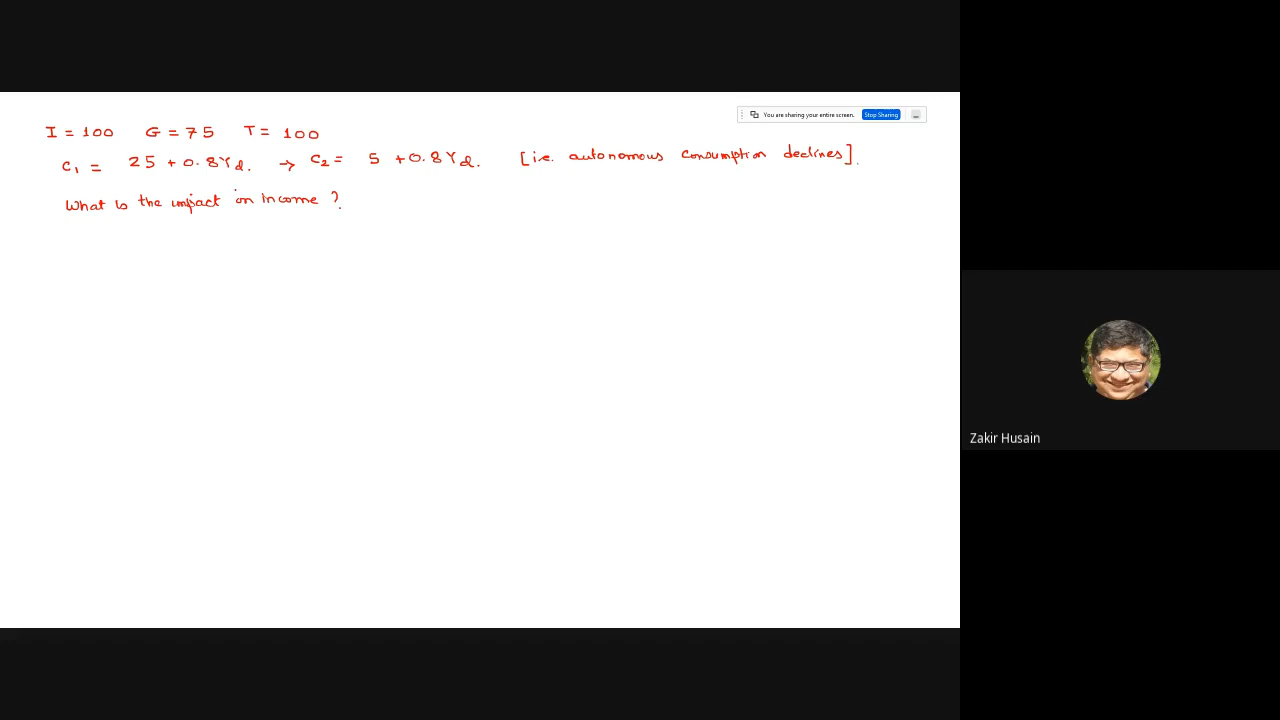 You are sharing your entire screen. Stop Sharing
I = 100 G = 75 T = 100
C₁ = 25 + 0.8Yd. → C₂ = 5 + 0.8Yd. [i.e. autonomous consumption declines].
What is the impact on income ?
Zakir Husain